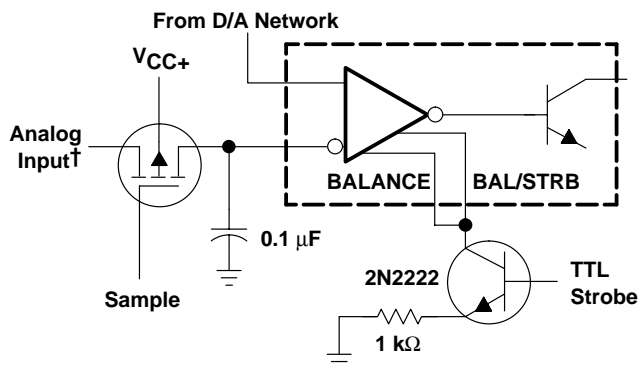 From D/A Network
VCC+
Analog
Input†
BALANCE
BAL/STRB
0.1 μF
2N2222
TTL
Strobe
Sample
1 kΩ